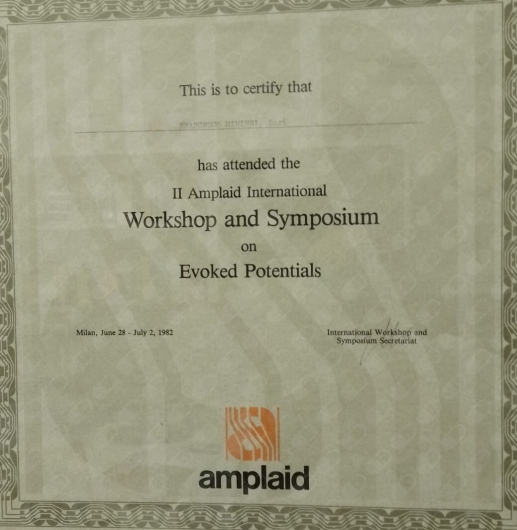 This is to certify that
has attended the
II Amplaid International
Workshop and Symposium
on
Evoked Potentials
Milan, June 28 - July 2, 1982
International Workshop and
Symposium Secretariat
amplaid